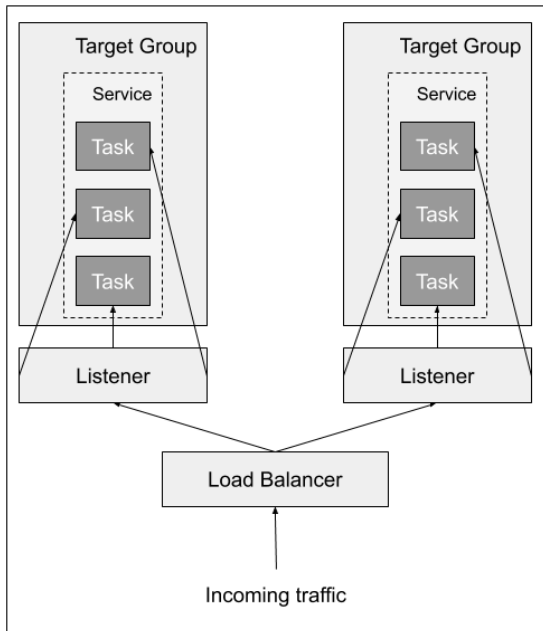 Target Group
Service
Task
Task
Task
Listener
Target Group
Service
Task
Task
Task
Listener
Load Balancer
Incoming traffic